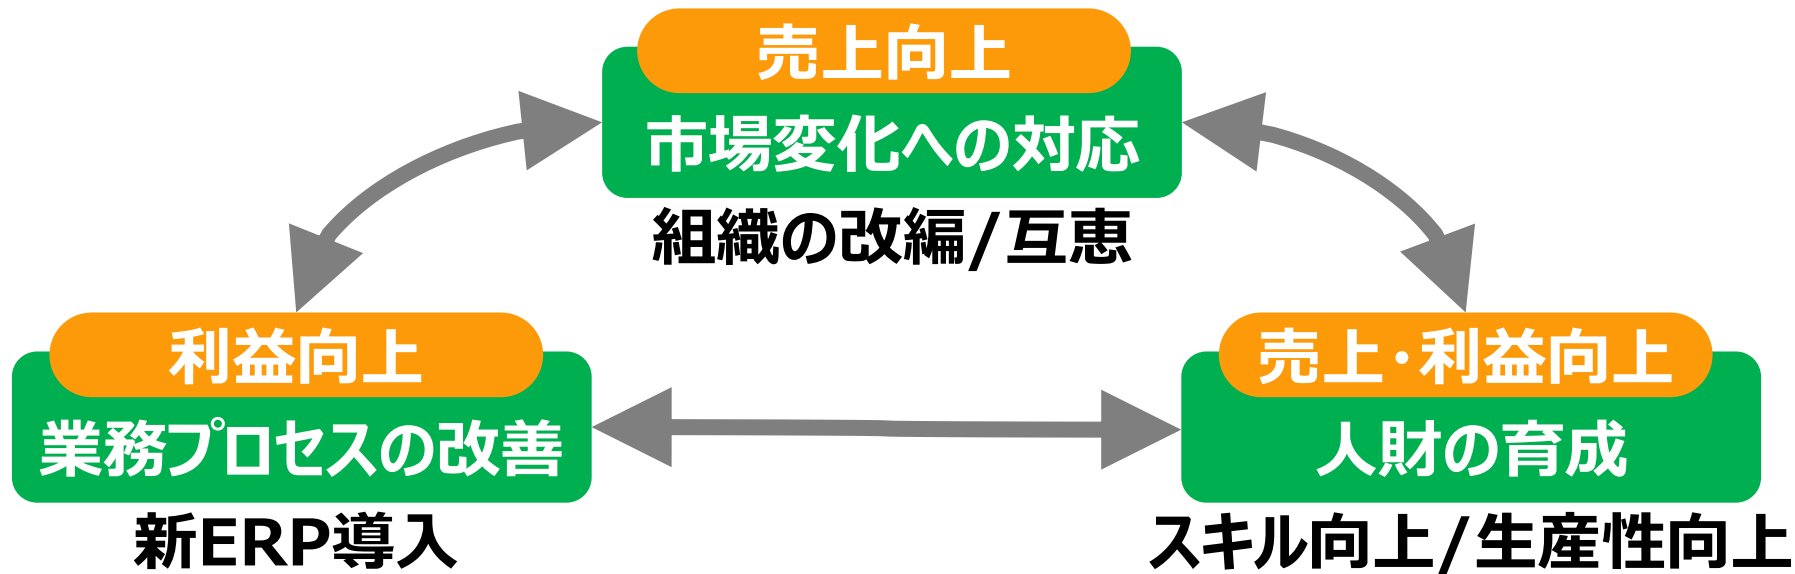 売上向上
市場変化への対応
組織の改編/互恵
利益向上
業務プロセスの改善
新ERP導入
売上・利益向上
人財の育成
スキル向上/生産性向上